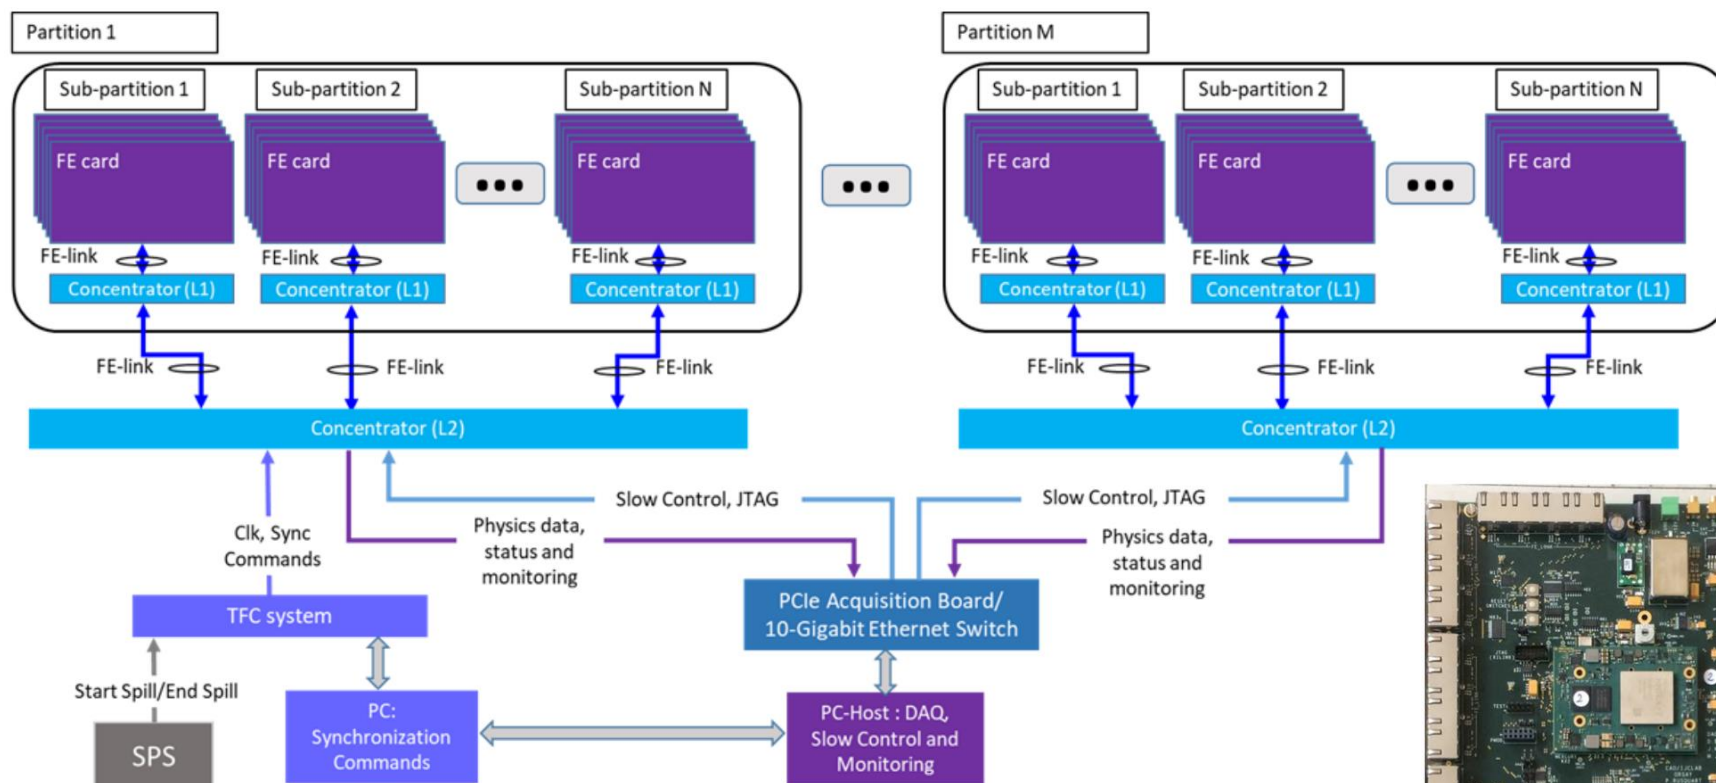 Partition 1
Partition M
Sub-partition 1
Sub-partition 2
Sub-partition N
Sub-partition 1
Sub-partition 2
Sub-partition N
FE card
FE card
FE card
FE card
FE card
FE card
FE-link
FE-link
FE-link
FE-link
FE-link
FE-link
Concentrator (L1)
Concentrator (L1)
Concentrator (L1)
Concentrator (L1)
Concentrator (L1)
Concentrator (L1)
FE-link
FE-link
FE-link
FE-link
FE-link
FE-link
Concentrator (L2)
Concentrator (L2)
Slow Control, JTAG
Slow Control, JTAG
Clk, Sync
Commands
Physics data,
status and
monitoring
Physics data,
status and
monitoring
TFC system
PCIe Acquisition Board/
10-Gigabit Ethernet Switch
Start Spill/End Spill
SPS
PC:
Synchronization
Commands
PC-Host : DAQ,
Slow Control and
Monitoring
RESET
JTAG
2
2